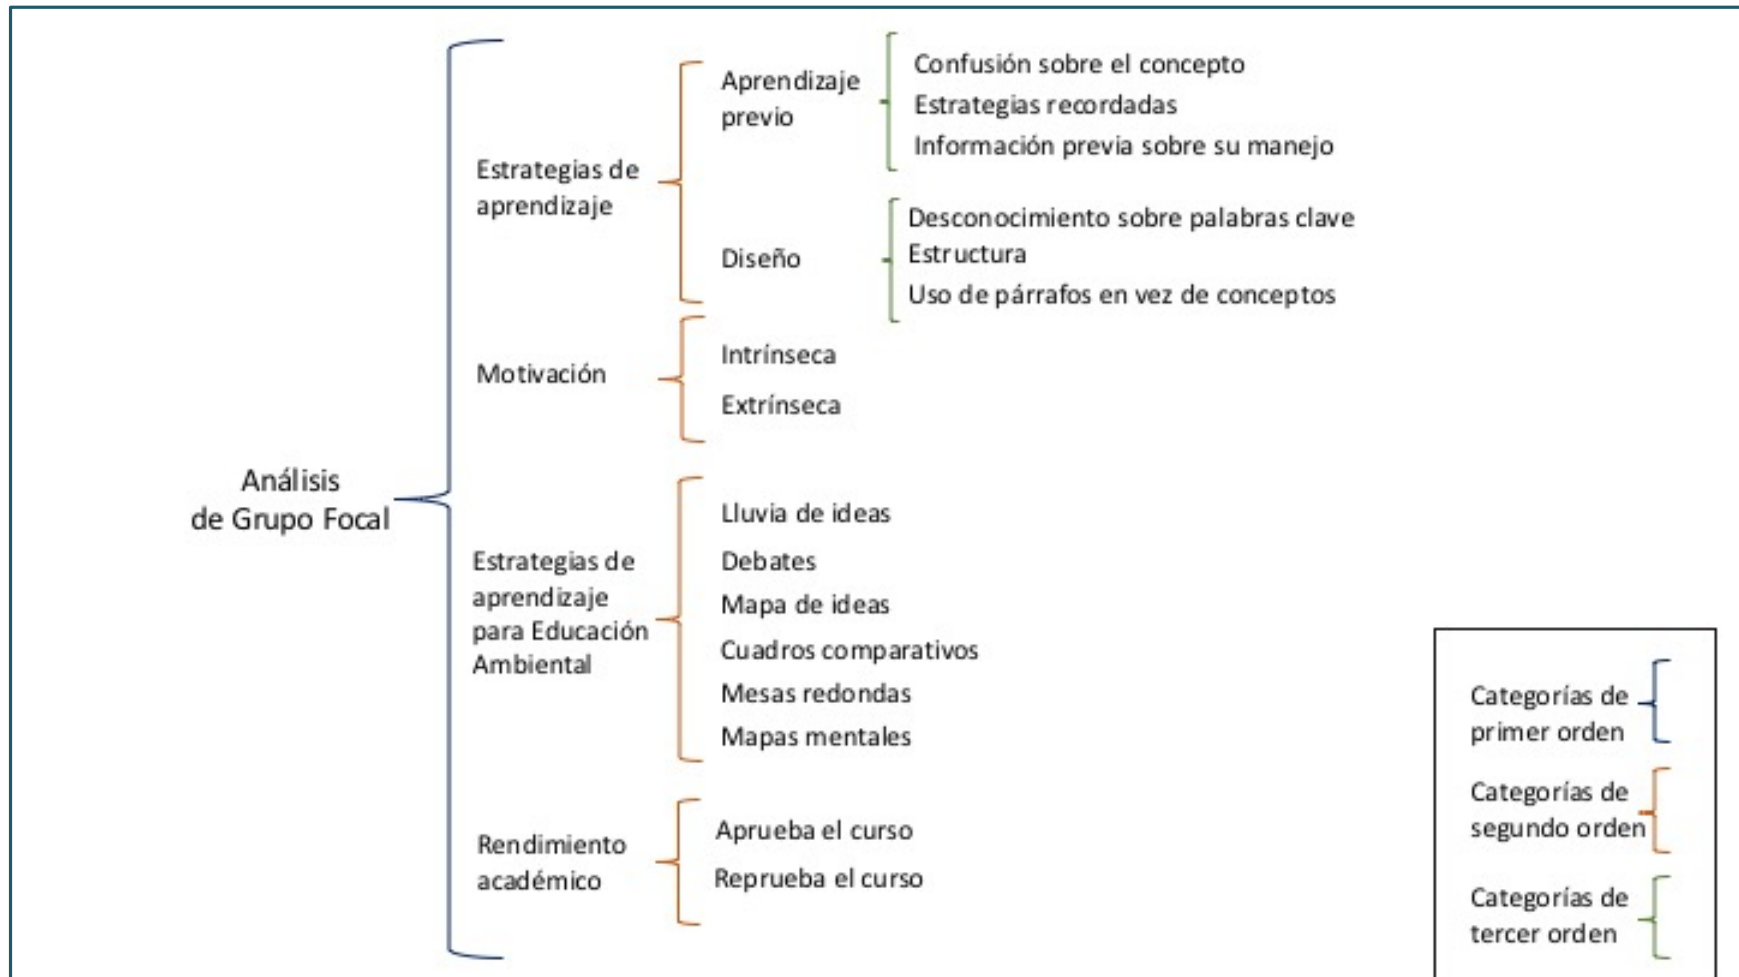 Análisis
de Grupo Focal
Estrategias de
aprendizaje
Aprendizaje
previo
Confusión sobre el concepto
Estrategias recordadas
Información previa sobre su manejo
Diseño
Desconocimiento sobre palabras clave
Estructura
Uso de párrafos en vez de conceptos
Motivación
Intrínseca
Extrínseca
Estrategias de
aprendizaje
para Educación
Ambiental
Lluvia de ideas
Debates
Mapa de ideas
Cuadros comparativos
Mesas redondas
Mapas mentales
Rendimiento
académico
Aprueba el curso
Reprueba el curso
Categorías de
primer orden
Categorías de
segundo orden
Categorías de
tercer orden